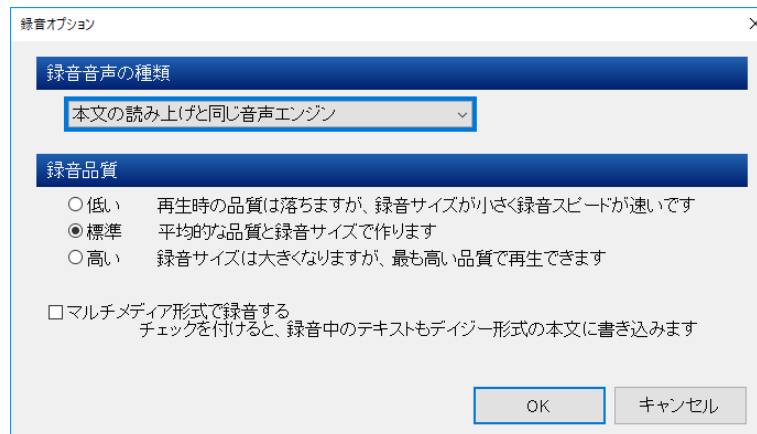 録音オプション
録音音声の種類
本文の読み上げと同じ音声エンジン
録音品質
低い 再生時の品質は落ちますが、録音サイズが小さく録音スピードが速いです
標準 平均的な品質と録音サイズで作ります
高い 録音サイズは大きくなりますが、最も高い品質で再生できます
マルチメディア形式で録音する
チェックを付けると、録音中のテキストもデイジー形式の本文に書き込みます
OK キャンセル